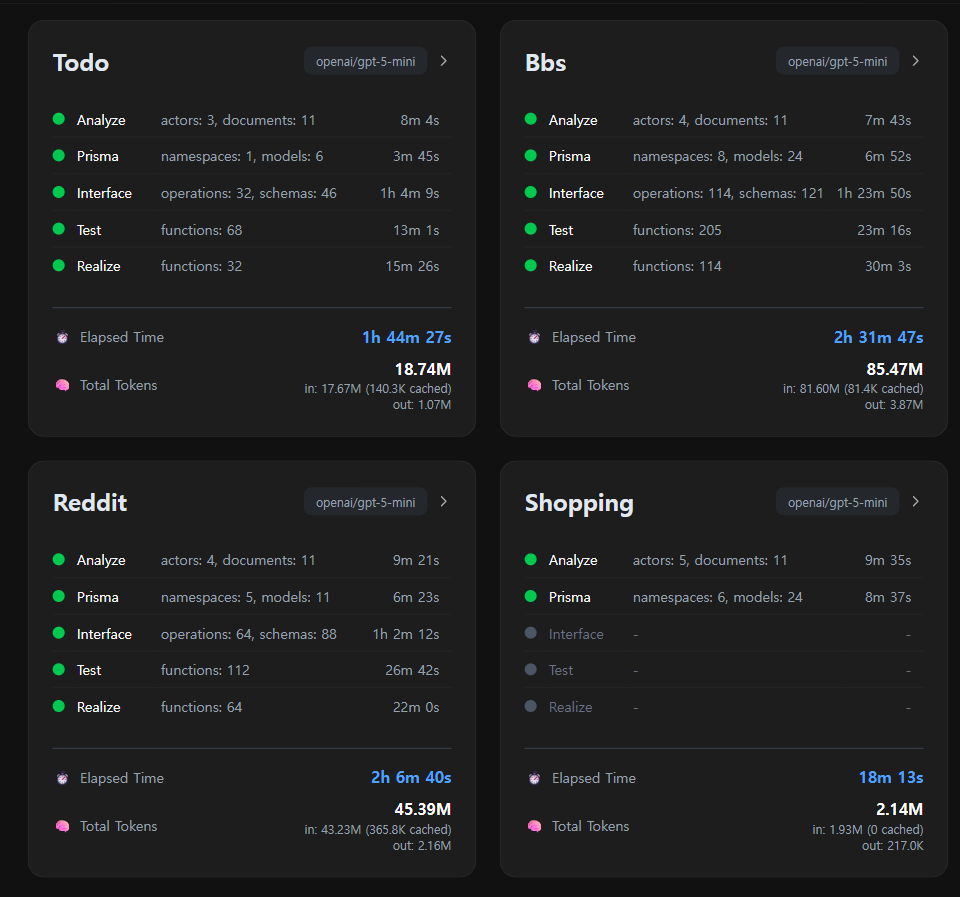 Todo openai/gpt-5-mini
Analyze actors: 3, documents: 11 8m 4s
Prisma namespaces: 1, models: 6 3m 45s
Interface operations: 32, schemas: 46 1h 4m 9s
Test functions: 68 13m 1s
Realize functions: 32 15m 26s
Elapsed Time 1h 44m 27s
Total Tokens 18.74M
in: 17.67M (140.3K cached)
out: 1.07M
Bbs openai/gpt-5-mini
Analyze actors: 4, documents: 11 7m 43s
Prisma namespaces: 8, models: 24 6m 52s
Interface operations: 114, schemas: 121 1h 23m 50s
Test functions: 205 23m 16s
Realize functions: 114 30m 3s
Elapsed Time 2h 31m 47s
Total Tokens 85.47M
in: 81.60M (81.4K cached)
out: 3.87M
Reddit openai/gpt-5-mini
Analyze actors: 4, documents: 11 9m 21s
Prisma namespaces: 5, models: 11 6m 23s
Interface operations: 64, schemas: 88 1h 2m 12s
Test functions: 112 26m 42s
Realize functions: 64 22m 0s
Elapsed Time 2h 6m 40s
Total Tokens 45.39M
in: 43.23M (365.8K cached)
out: 2.16M
Shopping openai/gpt-5-mini
Analyze actors: 5, documents: 11 9m 35s
Prisma namespaces: 6, models: 24 8m 37s
Interface - -
Test - -
Realize - -
Elapsed Time 18m 13s
Total Tokens 2.14M
in: 1.93M (0 cached)
out: 217.0K